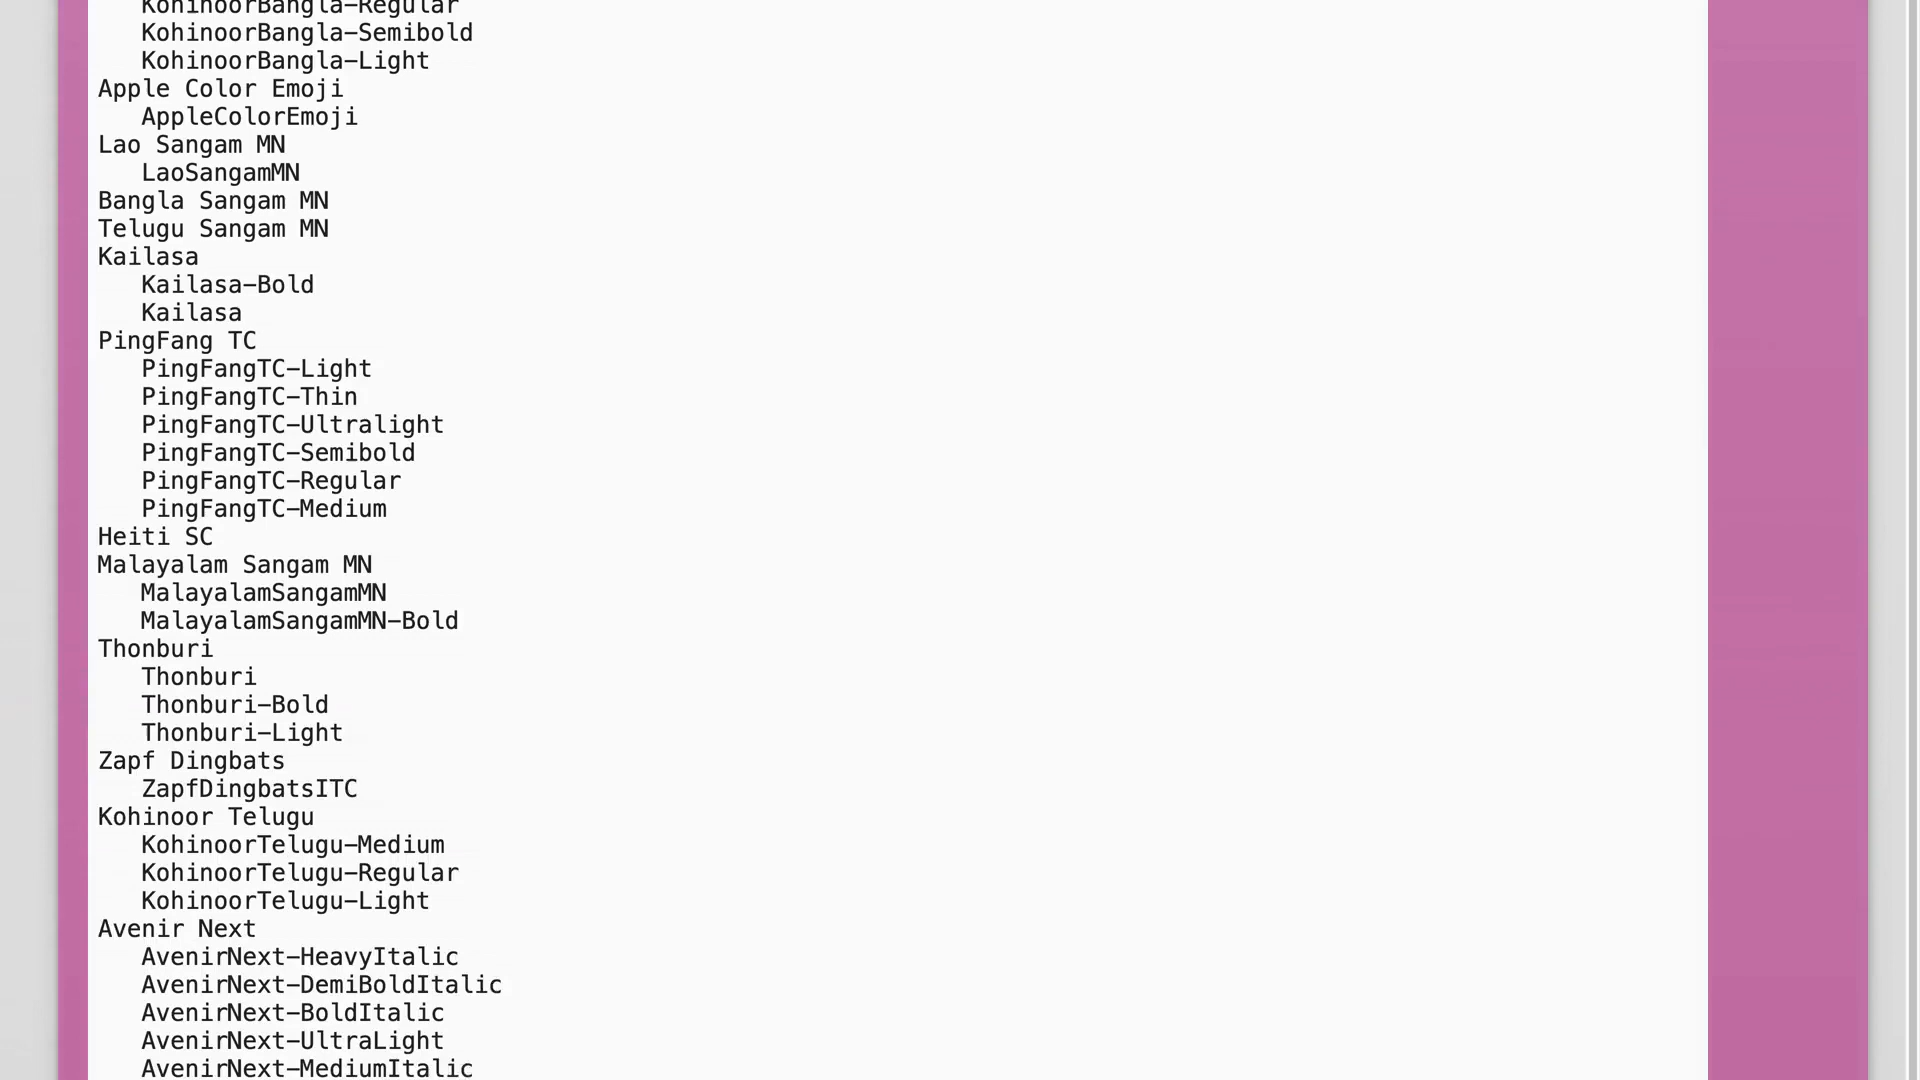 KohinoorBangla-Regular
KohinoorBangla-Semibold
KohinoorBangla-Light
Apple Color Emoji
AppleColorEmoji
Lao Sangam MN
LaoSangamMN
Bangla Sangam MN
Telugu Sangam MN
Kailasa
Kailasa-Bold
Kailasa
PingFang TC
PingFangTC-Light
PingFangTC-Thin
PingFangTC-Ultralight
PingFangTC-Semibold
PingFangTC-Regular
PingFangTC-Medium
Heiti SC
Malayalam Sangam MN
MalayalamSangamMN
MalayalamSangamMN-Bold
Thonburi
Thonburi
Thonburi-Bold
Thonburi-Light
Zapf Dingbats
ZapfDingbatsITC
Kohinoor Telugu
KohinoorTelugu-Medium
KohinoorTelugu-Regular
KohinoorTelugu-Light
Avenir Next
AvenirNext-HeavyItalic
AvenirNext-DemiBoldItalic
AvenirNext-BoldItalic
AvenirNext-UltraLight
AvenirNext-MediumItalic